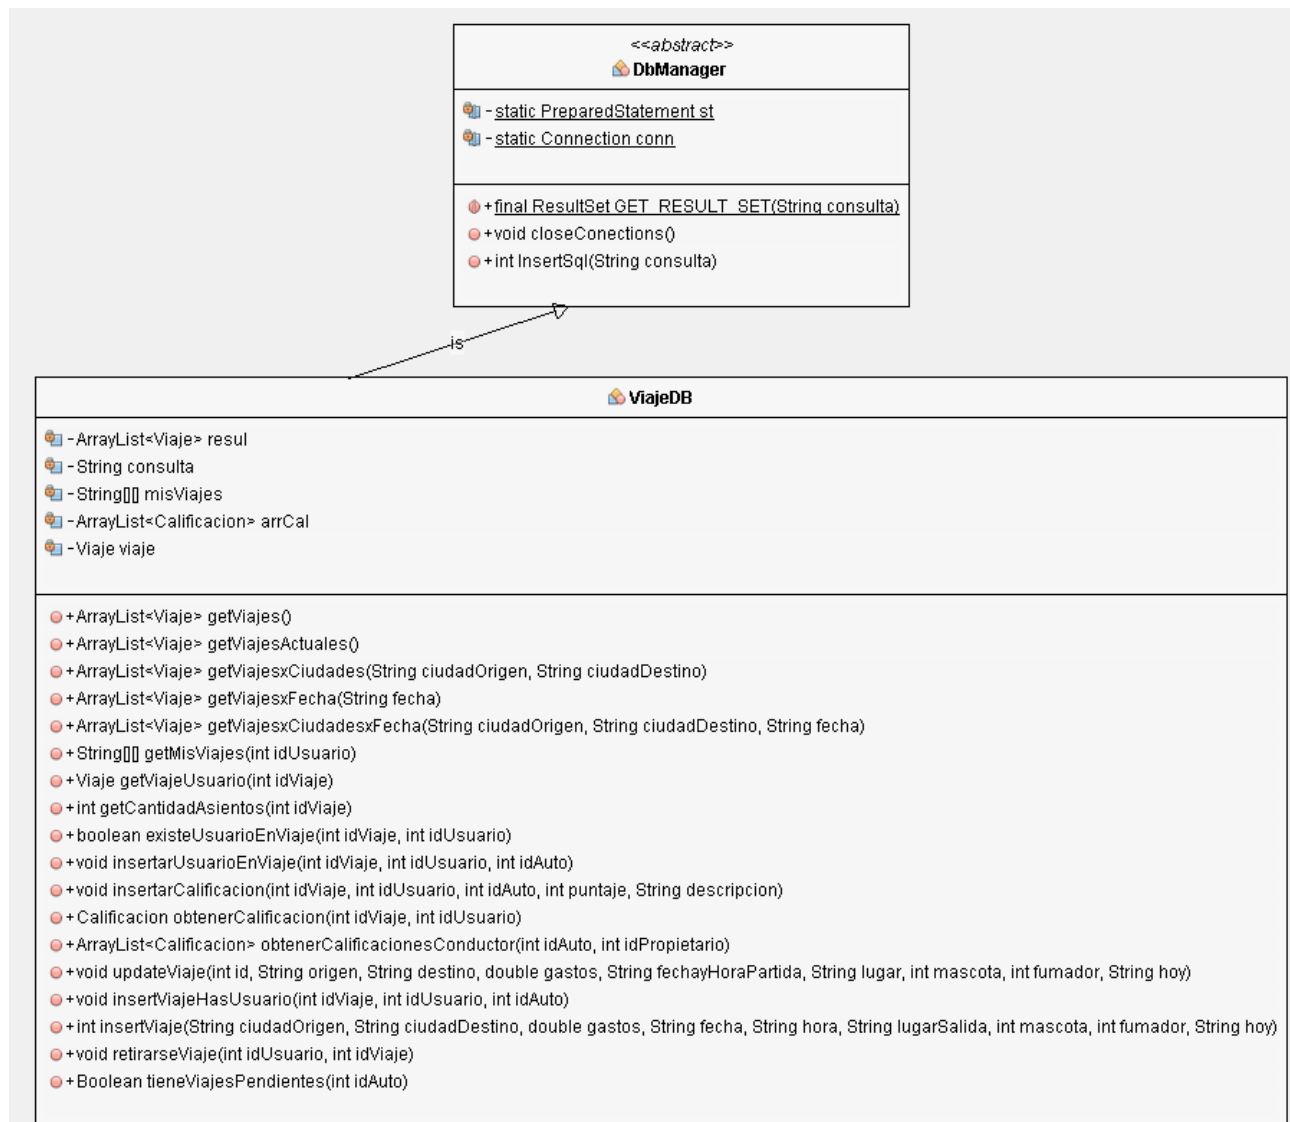 <<abstract>>
DbManager
-static PreparedStatement st
-static Connection conn
+final ResultSet GET_RESULT_SET(String consulta)
+void closeConections()
+int InsertSql(String consulta)
is
ViajeDB
-ArrayList<Viaje> resul
-String consulta
-String[][] misViajes
-ArrayList<Calificacion> arrCal
-Viaje viaje
+ArrayList<Viaje> getViajes()
+ArrayList<Viaje> getViajesActuales()
+ArrayList<Viaje> getViajesxCiudades(String ciudadOrigen, String ciudadDestino)
+ArrayList<Viaje> getViajesxFecha(String fecha)
+ArrayList<Viaje> getViajesxCiudadesxFecha(String ciudadOrigen, String ciudadDestino, String fecha)
+String[][] getMisViajes(int idUsuario)
+Viaje getViajeUsuario(int idViaje)
+int getCantidadAsientos(int idViaje)
+boolean existeUsuarioEnViaje(int idViaje, int idUsuario)
+void insertarUsuarioEnViaje(int idViaje, int idUsuario, int idAuto)
+void insertarCalificacion(int idViaje, int idUsuario, int idAuto, int puntaje, String descripcion)
+Calificacion obtenerCalificacion(int idViaje, int idUsuario)
+ArrayList<Calificacion> obtenerCalificacionesConductor(int idAuto, int idPropietario)
+void updateViaje(int id, String origen, String destino, double gastos, String fechayHoraPartida, String lugar, int mascota, int fumador, String hoy)
+void insertViajeHasUsuario(int idViaje, int idUsuario, int idAuto)
+int insertViaje(String ciudadOrigen, String ciudadDestino, double gastos, String fecha, String hora, String lugarSalida, int mascota, int fumador, String hoy)
+void retirarseViaje(int idUsuario, int idViaje)
+Boolean tieneViajesPendientes(int idAuto)